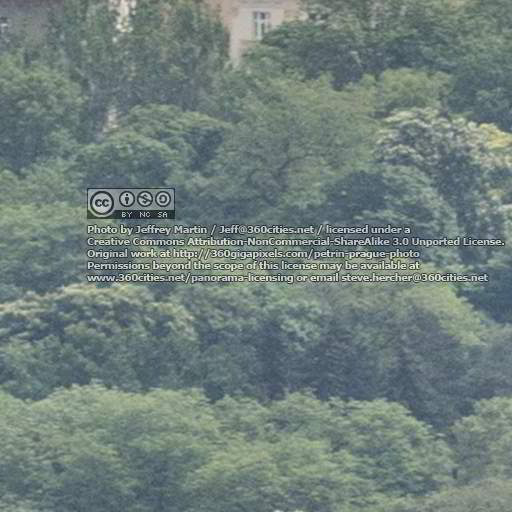 cc
BY NC SA
Photo by Jeffrey Martin / Jeff@360cities.net / licensed under a
Creative Commons Attribution-NonCommercial-ShareAlike 3.0 Unported License.
Original work at http://360gigapixels.com/petrin-prague-photo
Permissions beyond the scope of this license may be available at
www.360cities.net/panorama-licensing or email steve.hercher@360cities.net